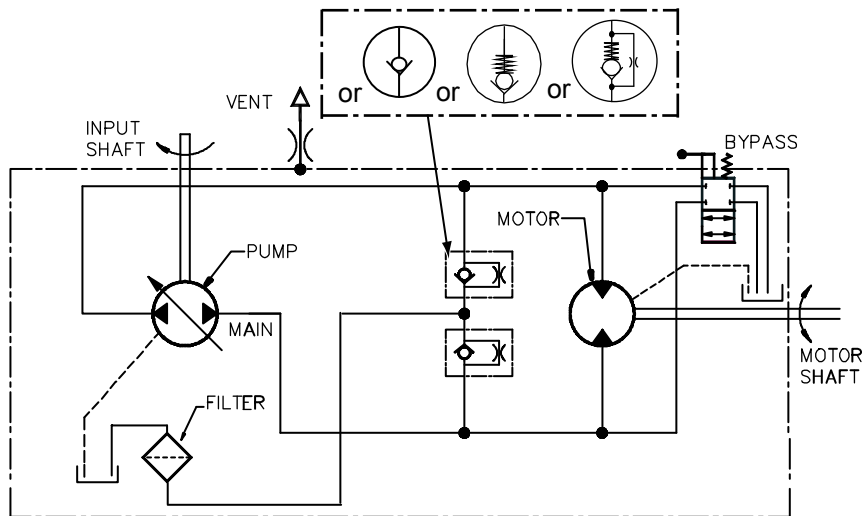 or
or
or
VENT
INPUT
SHAFT
BYPASS
MOTOR
PUMP
MAIN
MOTOR
SHAFT
FILTER